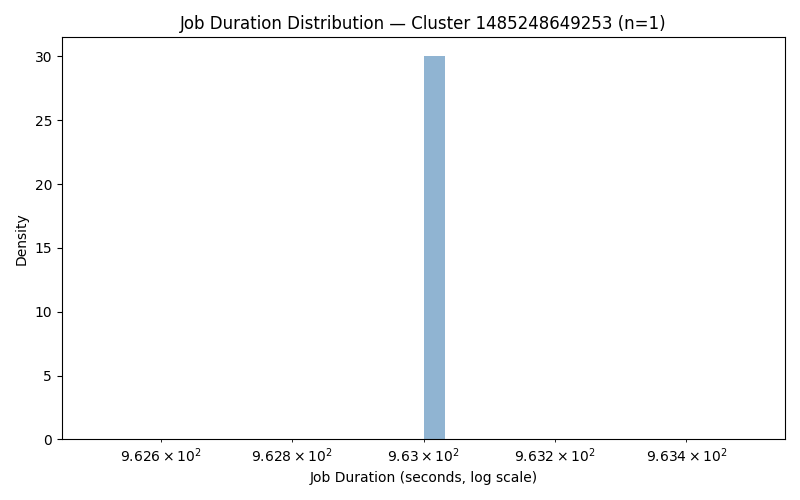 Job Duration Distribution — Cluster 1485248649253 (n=1)
30
25
20
15
10
5
0
Density
9.626 × 10²
9.628 × 10²
9.63 × 10²
9.632 × 10²
9.634 × 10²
Job Duration (seconds, log scale)